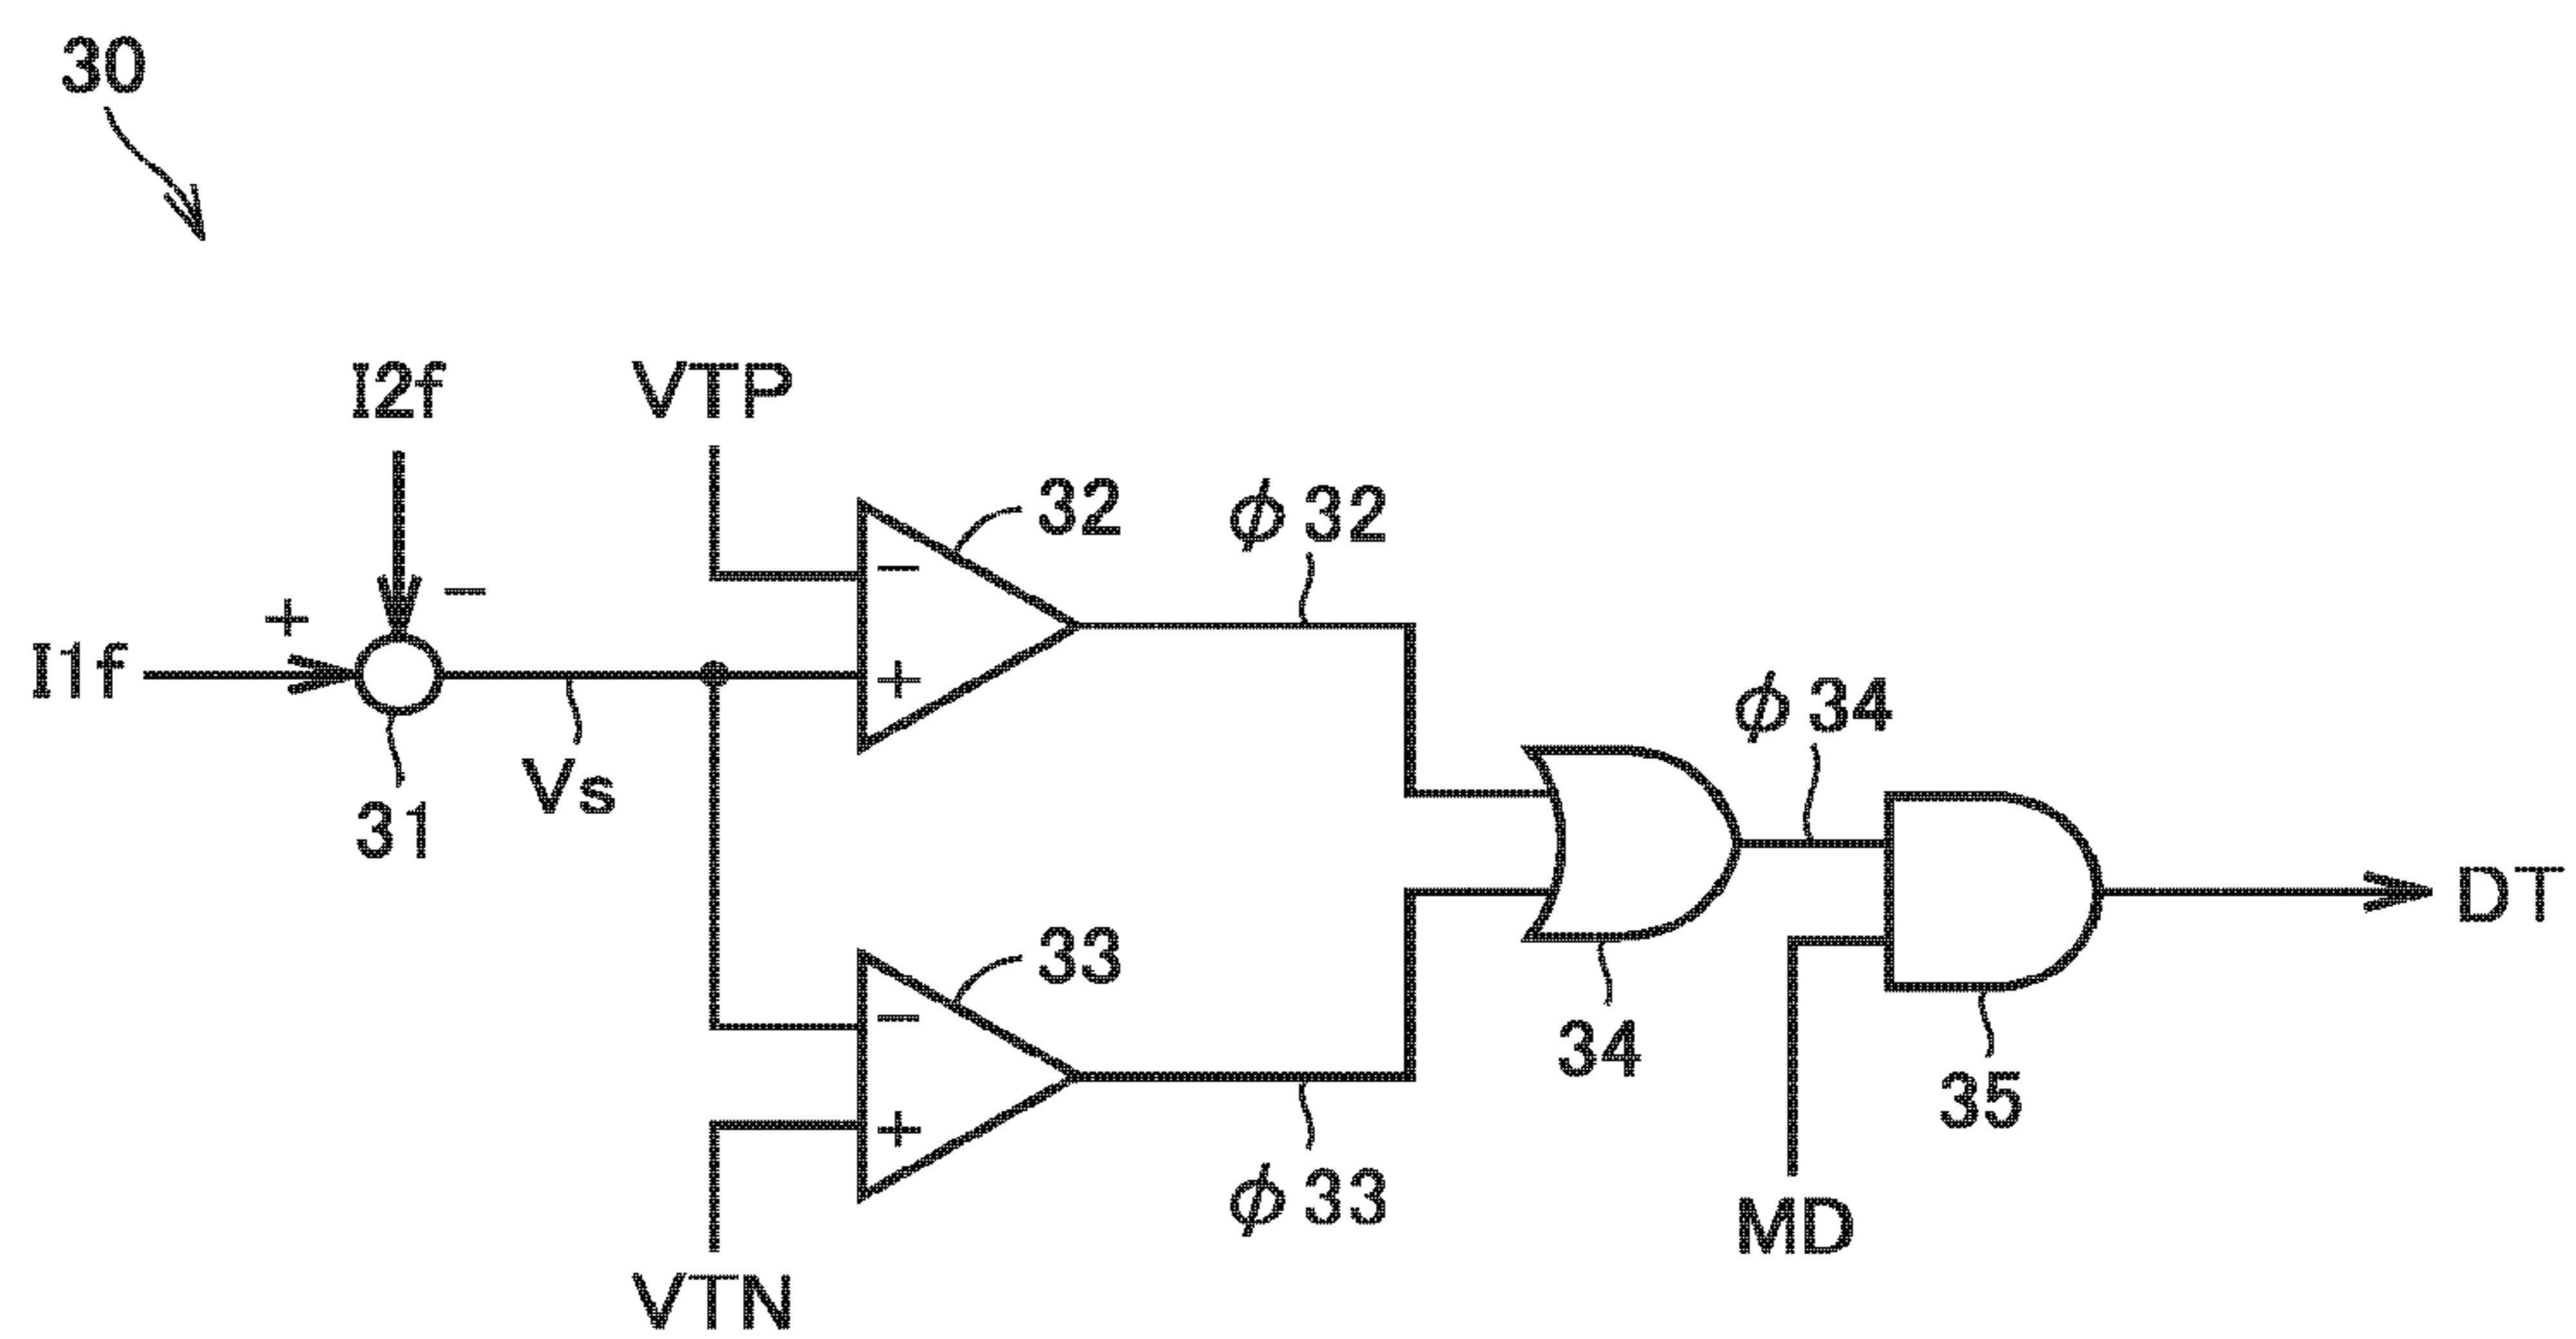 30
I2f
VTP
32
ϕ32
+
−
−
I1f
+
ϕ34
Vs
31
33
ϕ33
−
+
34
35
DT
MD
VTN